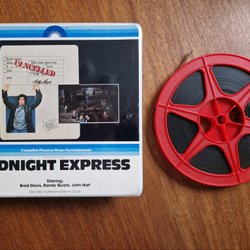 CANCELLED
Columbia Pictures Home Entertainment
DNIGHT EXPRESS
Starring:
Brad Davis, Randy Quaid, John Hurt